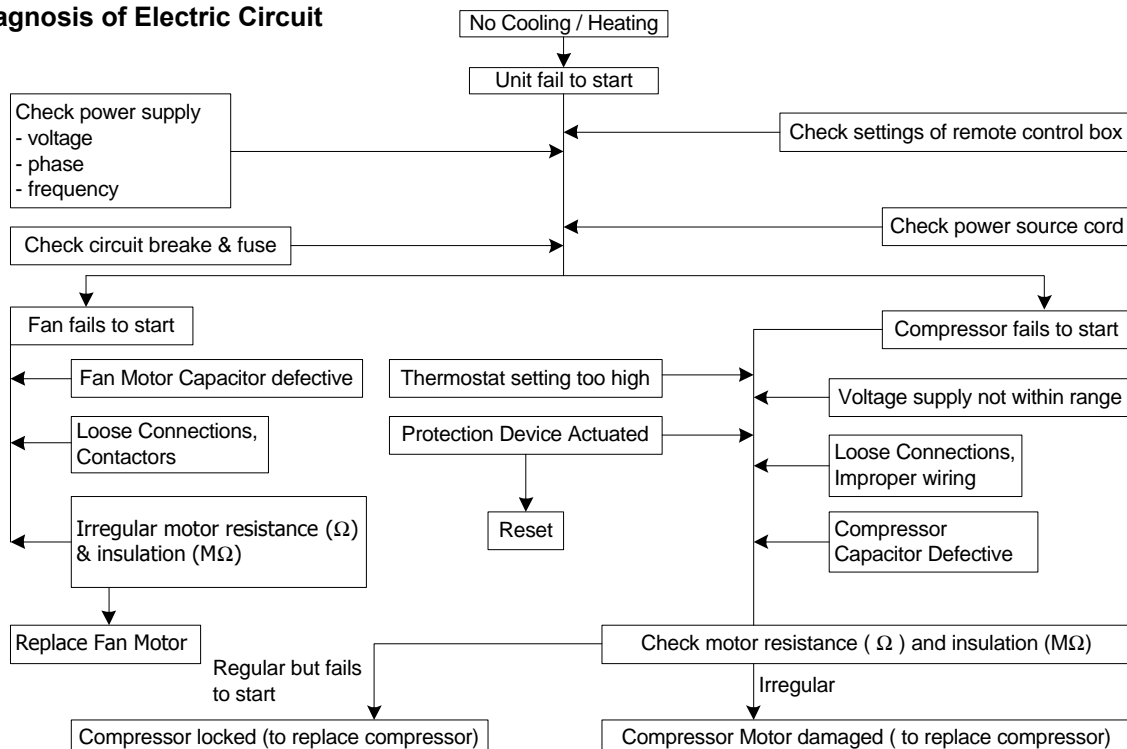 agnosis of Electric Circuit
No Cooling / Heating
Unit fail to start
Check power supply
- voltage
- phase
- frequency
Check settings of remote control box
Check power source cord
Check circuit breake & fuse
Fan fails to start
Compressor fails to start
Fan Motor Capacitor defective
Thermostat setting too high
Voltage supply not within range
Loose Connections,
Contactors
Protection Device Actuated
Loose Connections,
Improper wiring
Irregular motor resistance (Ω)
& insulation (MΩ)
Reset
Compressor
Capacitor Defective
Replace Fan Motor
Check motor resistance ( Ω ) and insulation (MΩ)
Regular but fails
to start
Irregular
Compressor locked (to replace compressor)
Compressor Motor damaged ( to replace compressor)